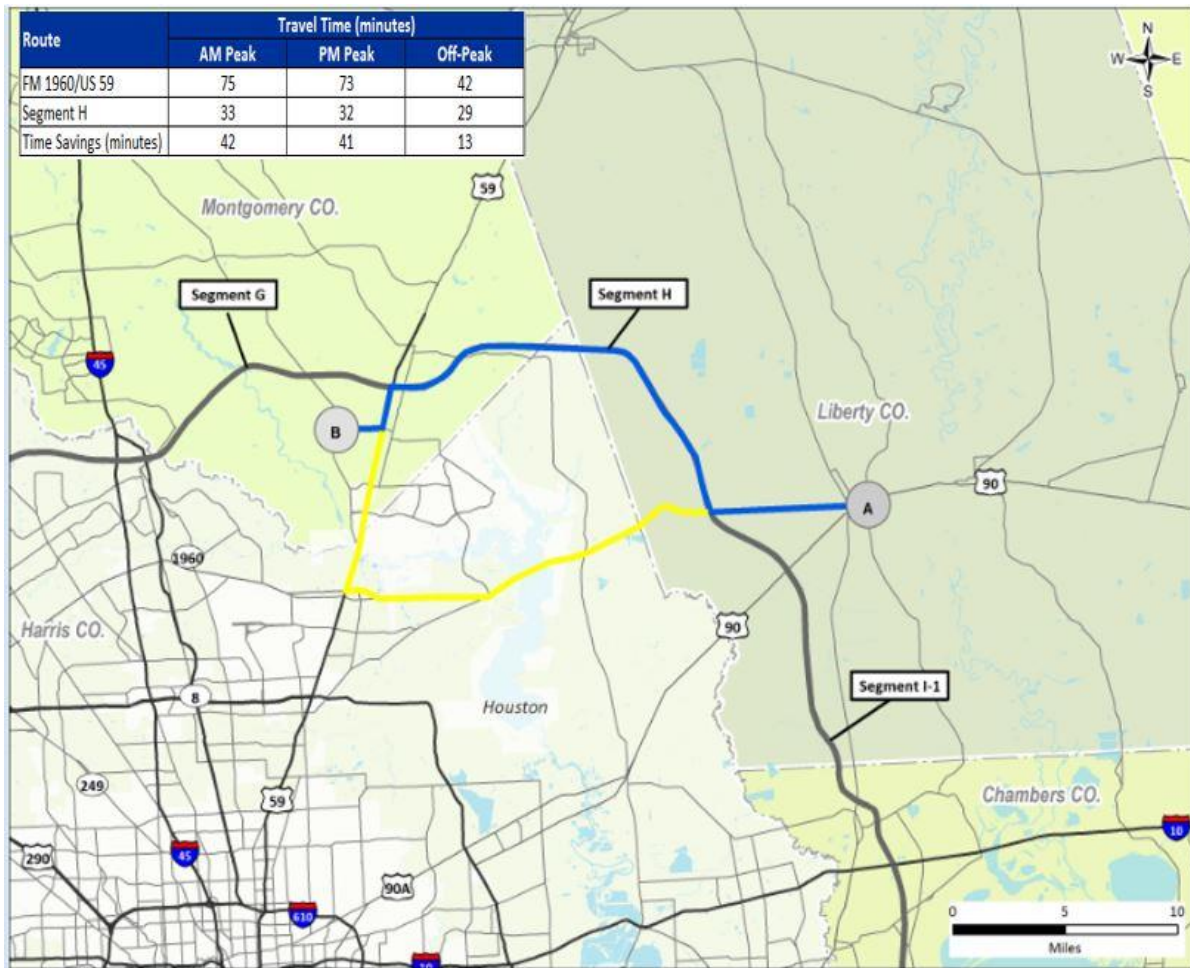 Route Travel Time (minutes)
AM Peak PM Peak Off-Peak
FM 1960/US 59 75 73 42
Segment H 33 32 29
Time Savings (minutes) 42 41 13
N
W E
S
59
Montgomery CO.
Segment G
Segment H
45
Liberty CO.
B
90
A
1960
Harris CO.
90
8
Segment I-1
Houston
249
59
Chambers CO.
10
45
290
90A
610
10
0 5 10
Miles